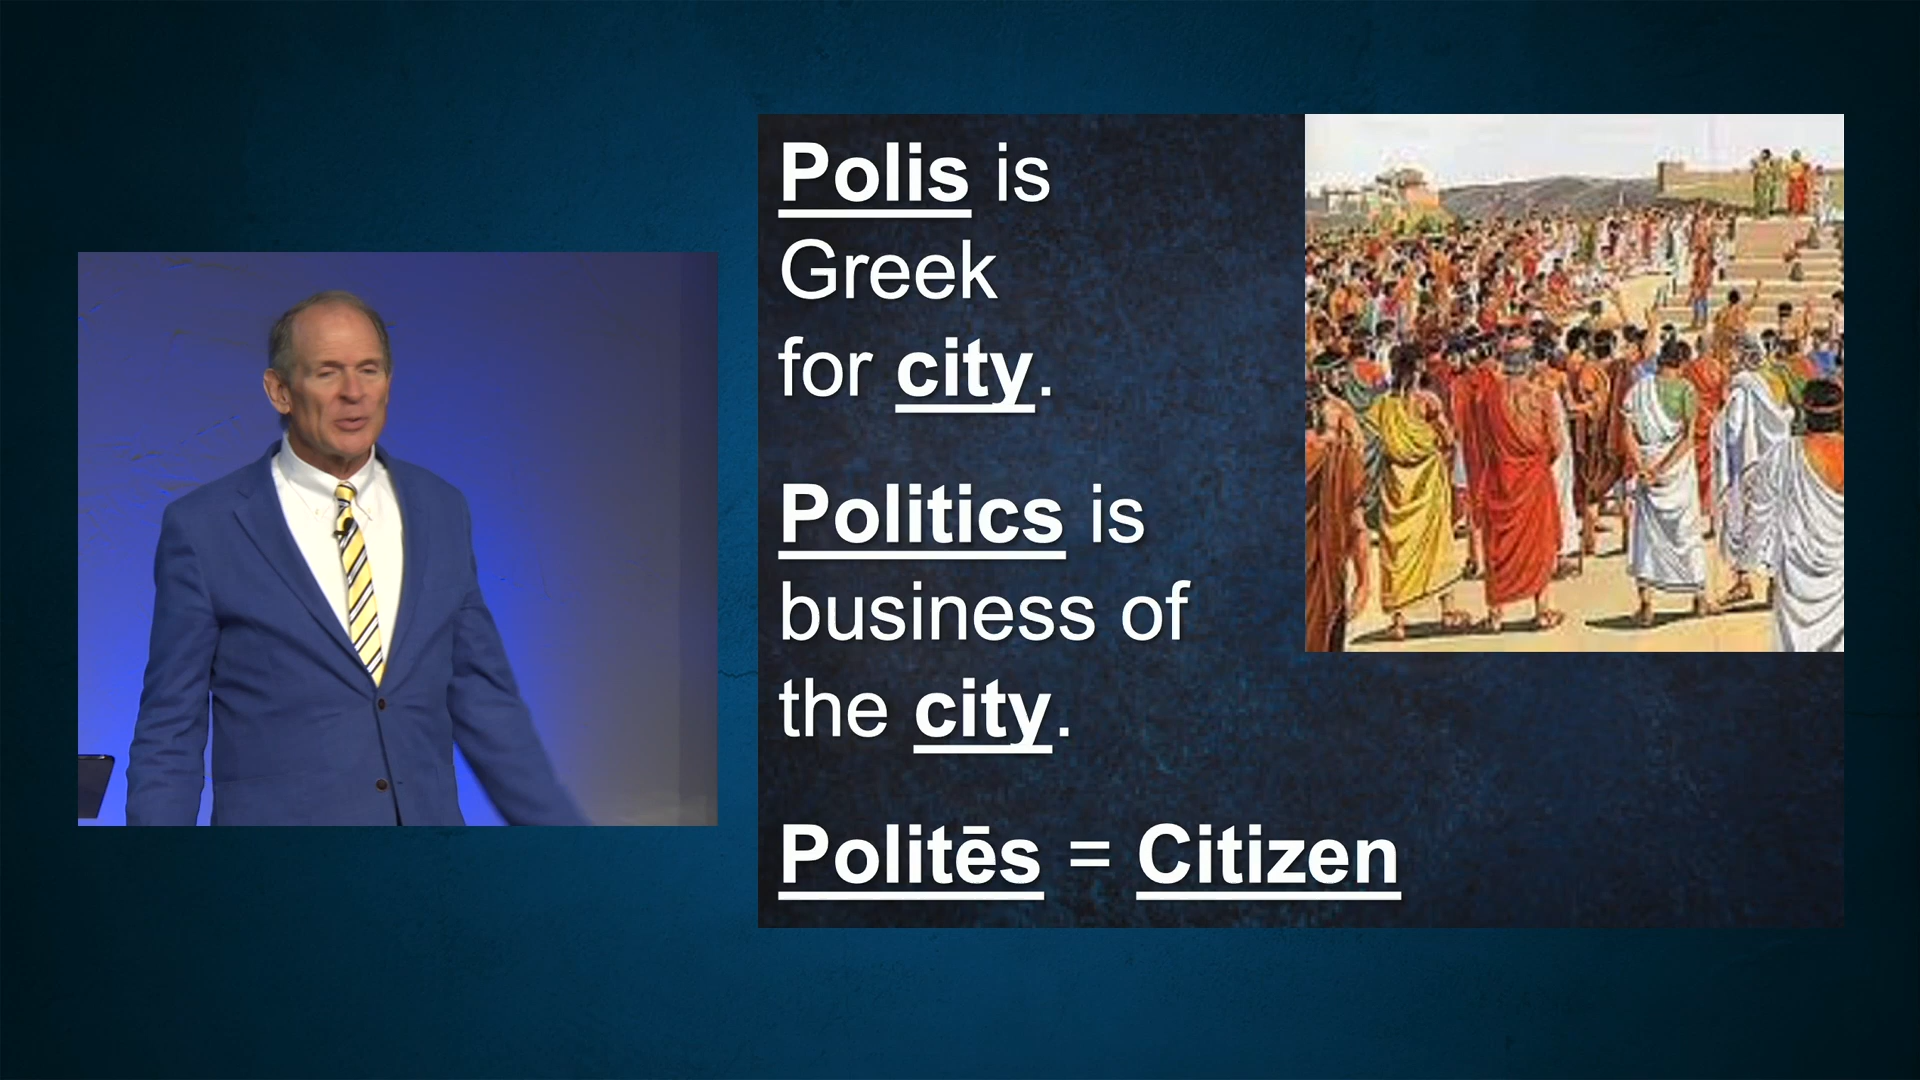 Polis is
Greek
for city.
Politics is
business of
the city.
Politēs = Citizen